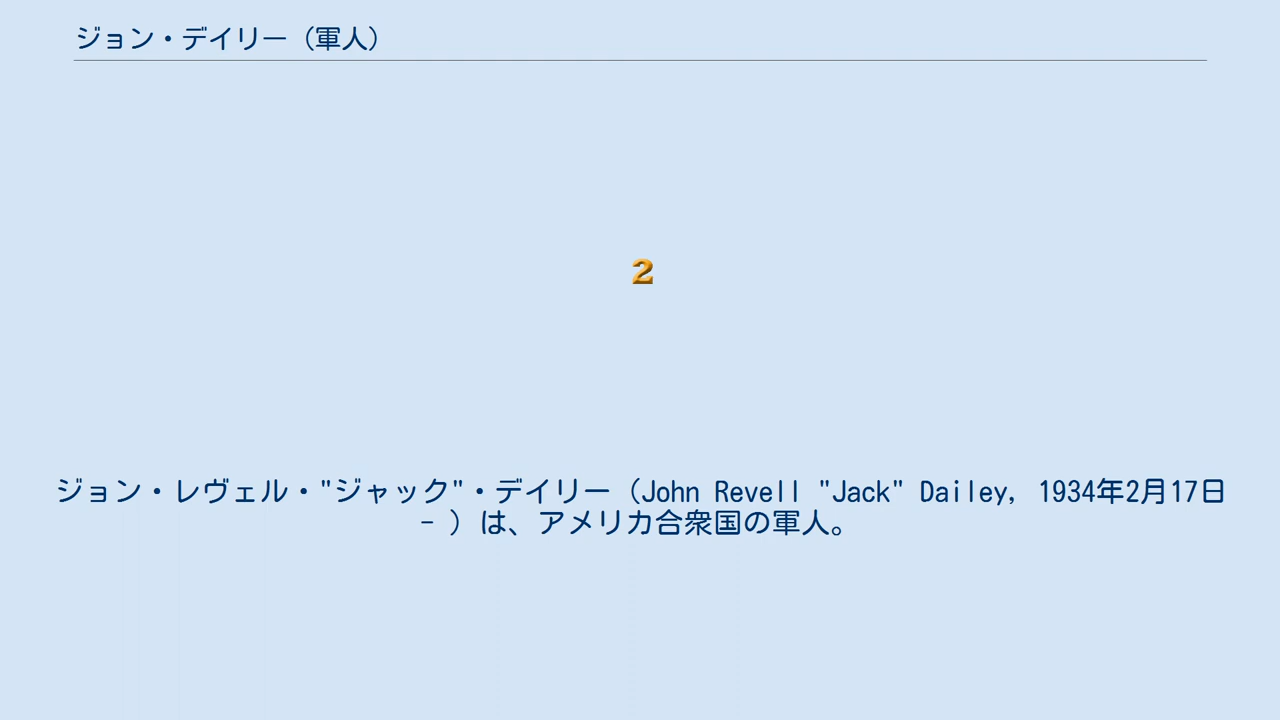 ジョン・デイリー（軍人）
2
ジョン・レヴェル・"ジャック"・デイリー（John Revell "Jack" Dailey, 1934年2月17日
- ）は、アメリカ合衆国の軍人。